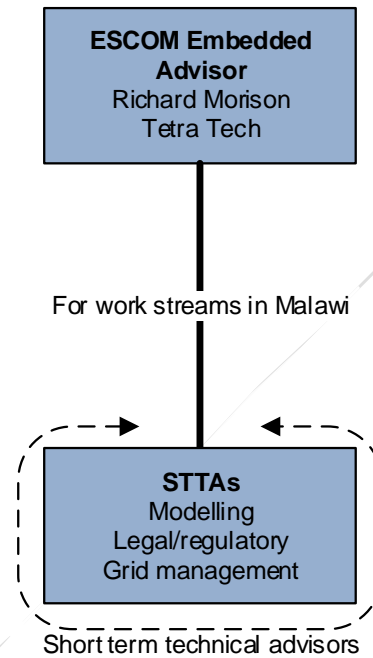 ESCOM Embedded
Advisor
Richard Morison
Tetra Tech
For work streams in Malawi
STTAs
Modelling
Legal/regulatory
Grid management
Short term technical advisors